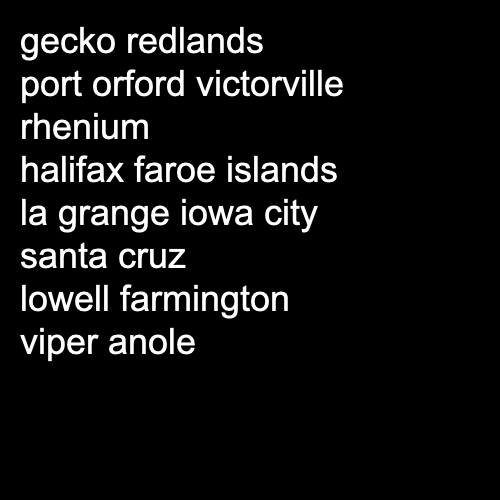 gecko redlands
port orford victorville
rhenium
halifax faroe islands
la grange iowa city
santa cruz
lowell farmington
viper anole